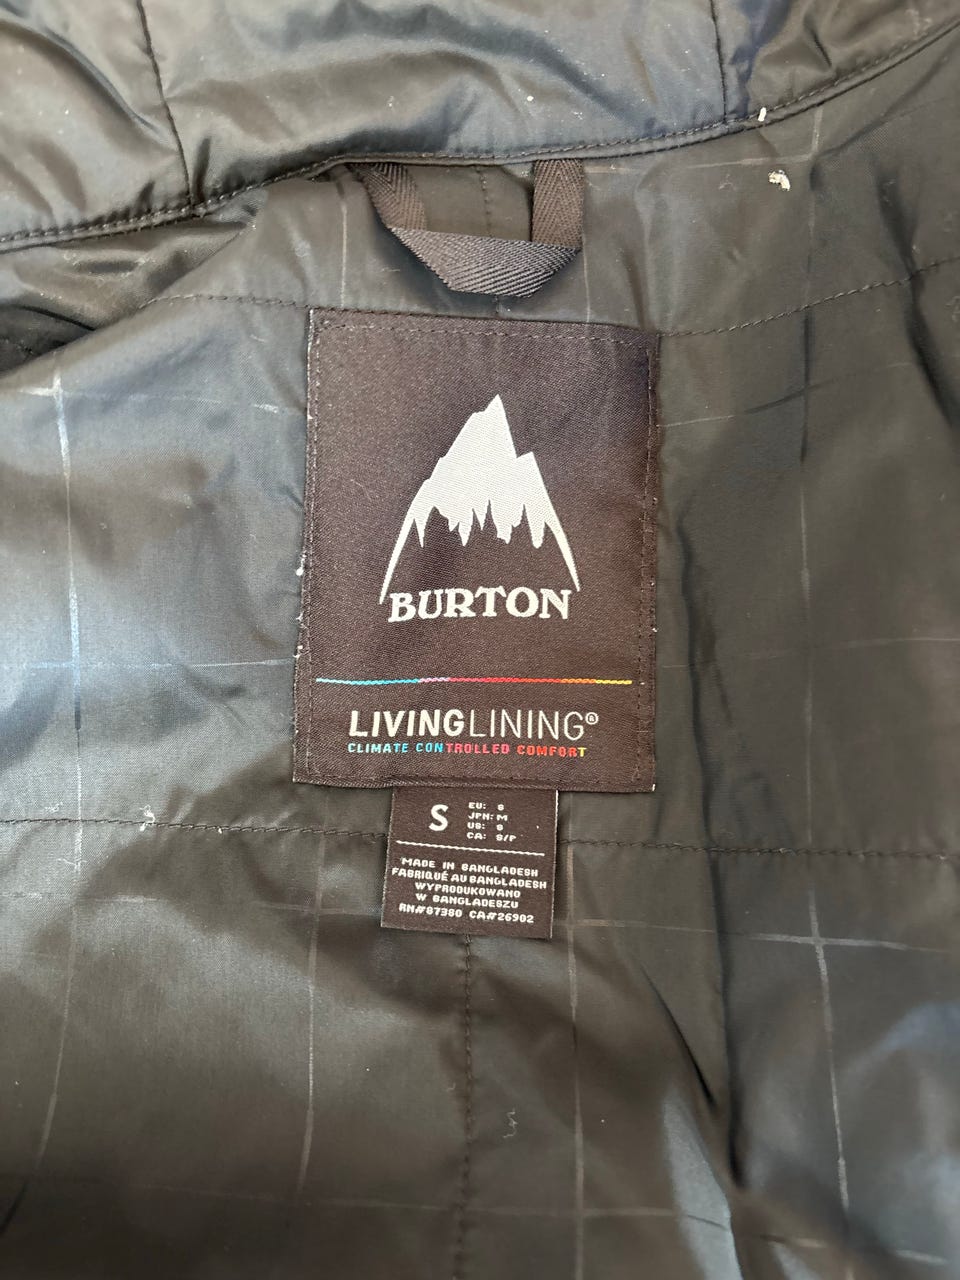 BURTON
LIVINGLINING®
CLIMATE CONTROLLED COMFORT
S
EU: S
JPN: M
US: S
CA: S/P
MADE IN BANGLADESH
FABRIQUÉ AU BANGLADESH
WYPRODUKOWANO
W BANGLADESZU
RN#87380 CA#26902